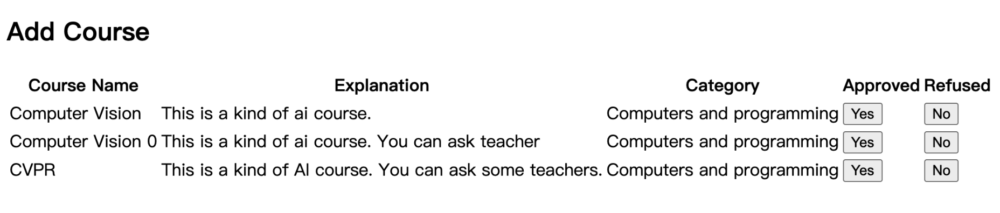 Add Course
Course Name Explanation Category Approved Refused
Computer Vision This is a kind of ai course. Computers and programming Yes No
Computer Vision 0 This is a kind of ai course. You can ask teacher Computers and programming Yes No
CVPR This is a kind of AI course. You can ask some teachers. Computers and programming Yes No